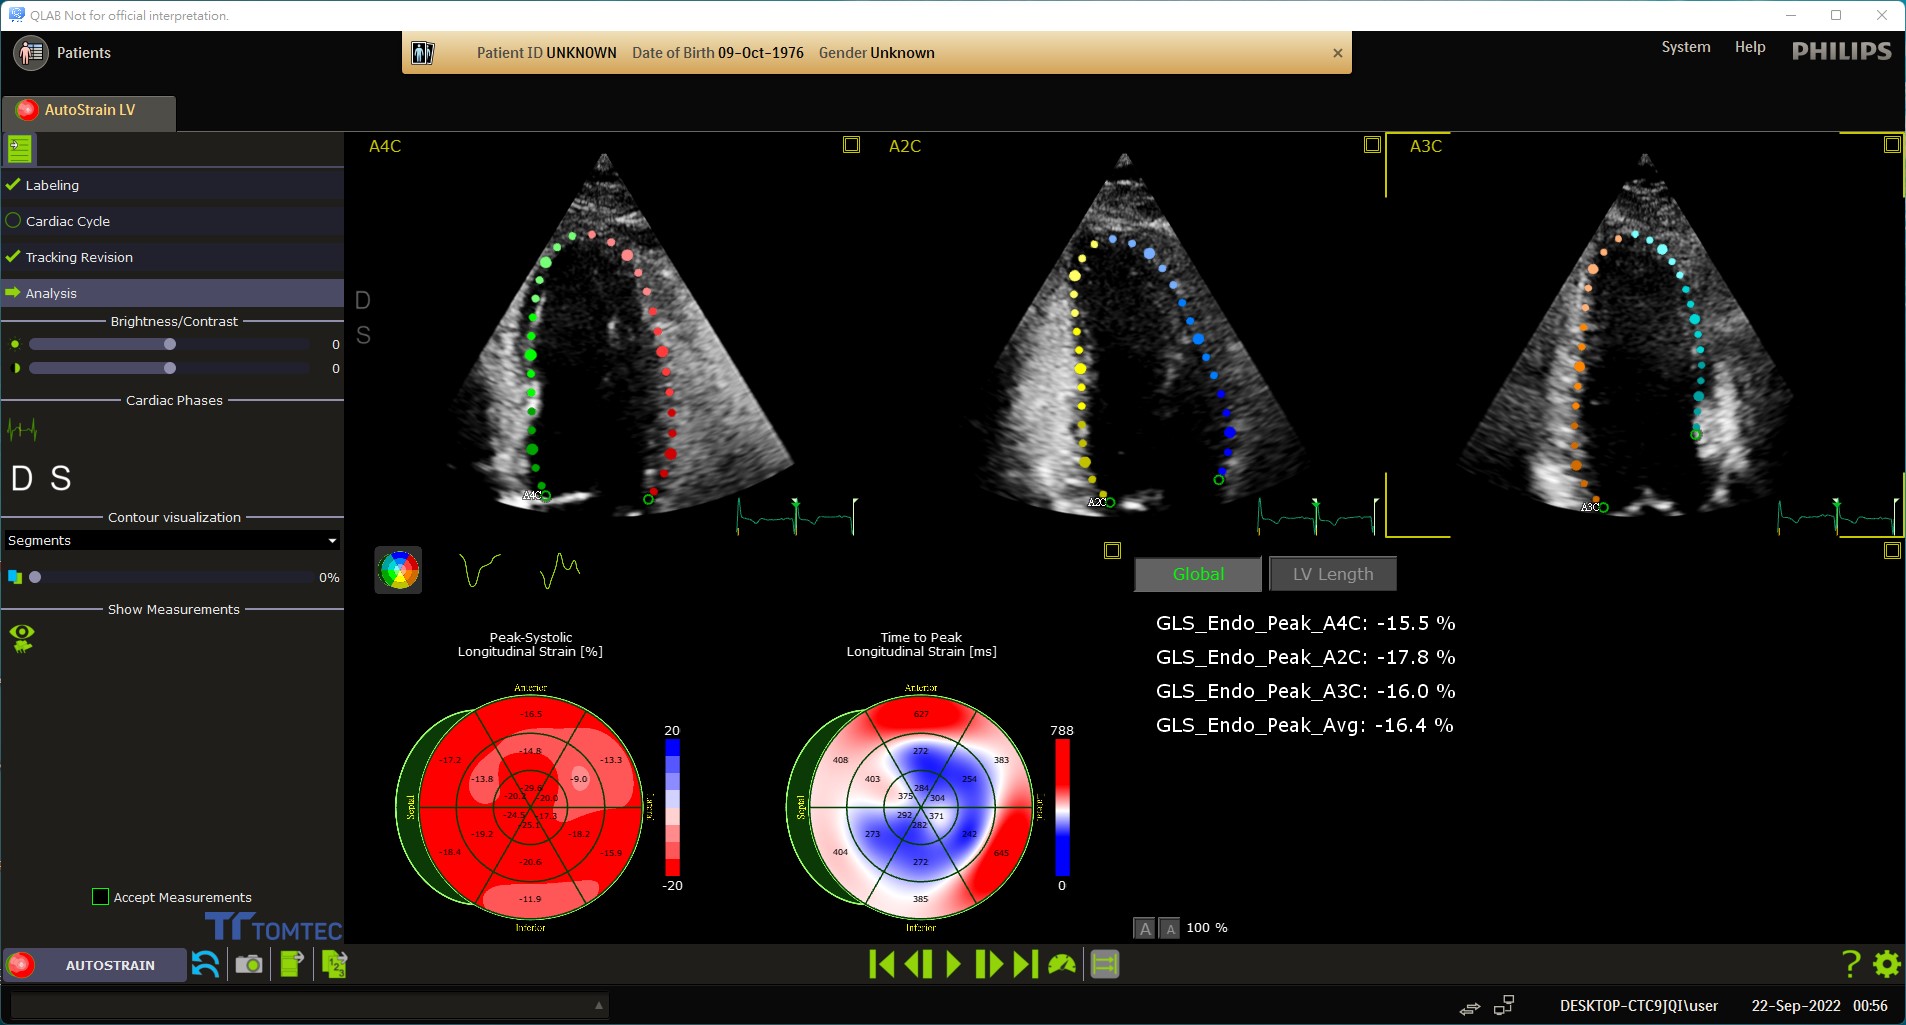 QLAB Not for official interpretation.
Patients
Patient ID UNKNOWN Date of Birth 09-Oct-1976 Gender Unknown
System Help PHILIPS
AutoStrain LV
Labeling
Cardiac Cycle
Tracking Revision
Analysis
Brightness/Contrast
0
0
Cardiac Phases
D S
Contour visualization
Segments
0%
Show Measurements
Accept Measurements
TOMTEC
A4C
D
S
A4C
A2C
A2C
A3C
A3C
Peak-Systolic
Longitudinal Strain [%]
Anterior
-16.5
-14.8
-17.2 -13.3
-13.8 -9.0
-29.6
-20.2 -20.0
Septal Lateral
-24.5 -17.3
-25.1
-19.2 -18.2
-18.4 -15.9
-20.6
-11.9
Inferior
20
-20
Time to Peak
Longitudinal Strain [ms]
Anterior
627
272
408 383
403 254
284
375 304
Septal Lateral
292 371
282
273 242
404 645
272
385
Inferior
788
0
Global LV Length
GLS_Endo_Peak_A4C: -15.5 %
GLS_Endo_Peak_A2C: -17.8 %
GLS_Endo_Peak_A3C: -16.0 %
GLS_Endo_Peak_Avg: -16.4 %
A A 100 %
AUTOSTRAIN
123
?
DESKTOP-CTC9JQI\user 22-Sep-2022 00:56